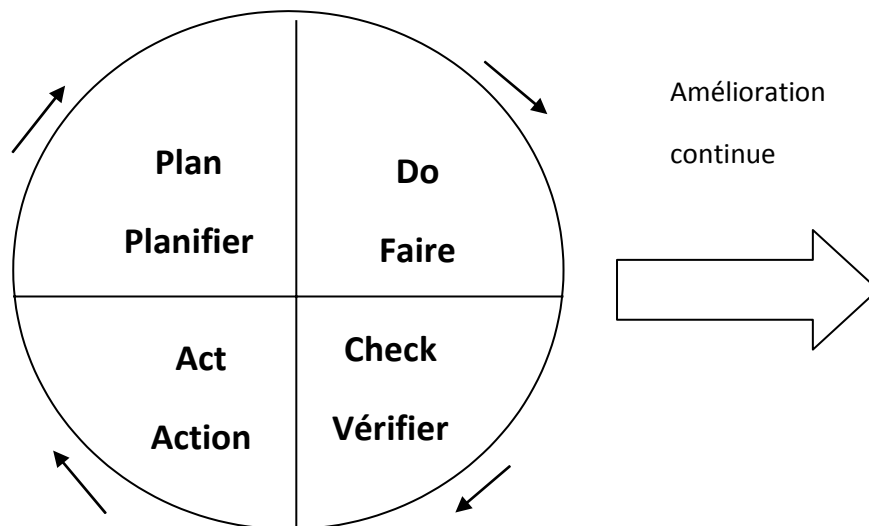 Plan
Planifier
Do
Faire
Act
Action
Check
Vérifier
Amélioration
continue